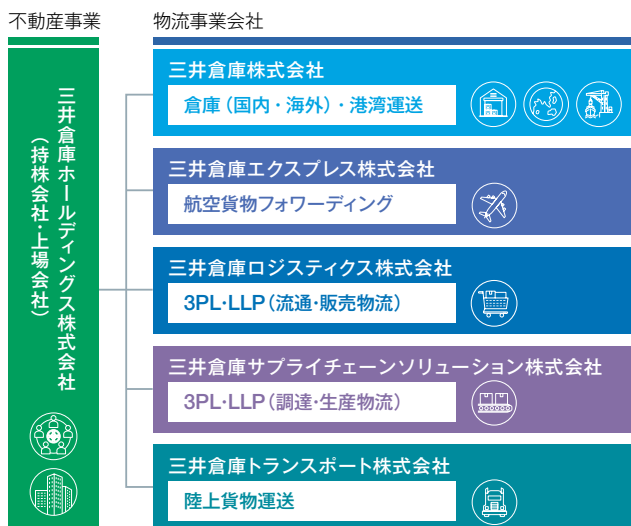 不動産事業
物流事業会社
三井倉庫ホールディングス株式会社
（持株会社・上場会社）
三井倉庫株式会社
倉庫（国内・海外）・港湾運送
三井倉庫エクスプレス株式会社
航空貨物フォワーディング
三井倉庫ロジスティクス株式会社
3PL・LLP（流通・販売物流）
三井倉庫サプライチェーンソリューション株式会社
3PL・LLP（調達・生産物流）
三井倉庫トランスポート株式会社
陸上貨物運送